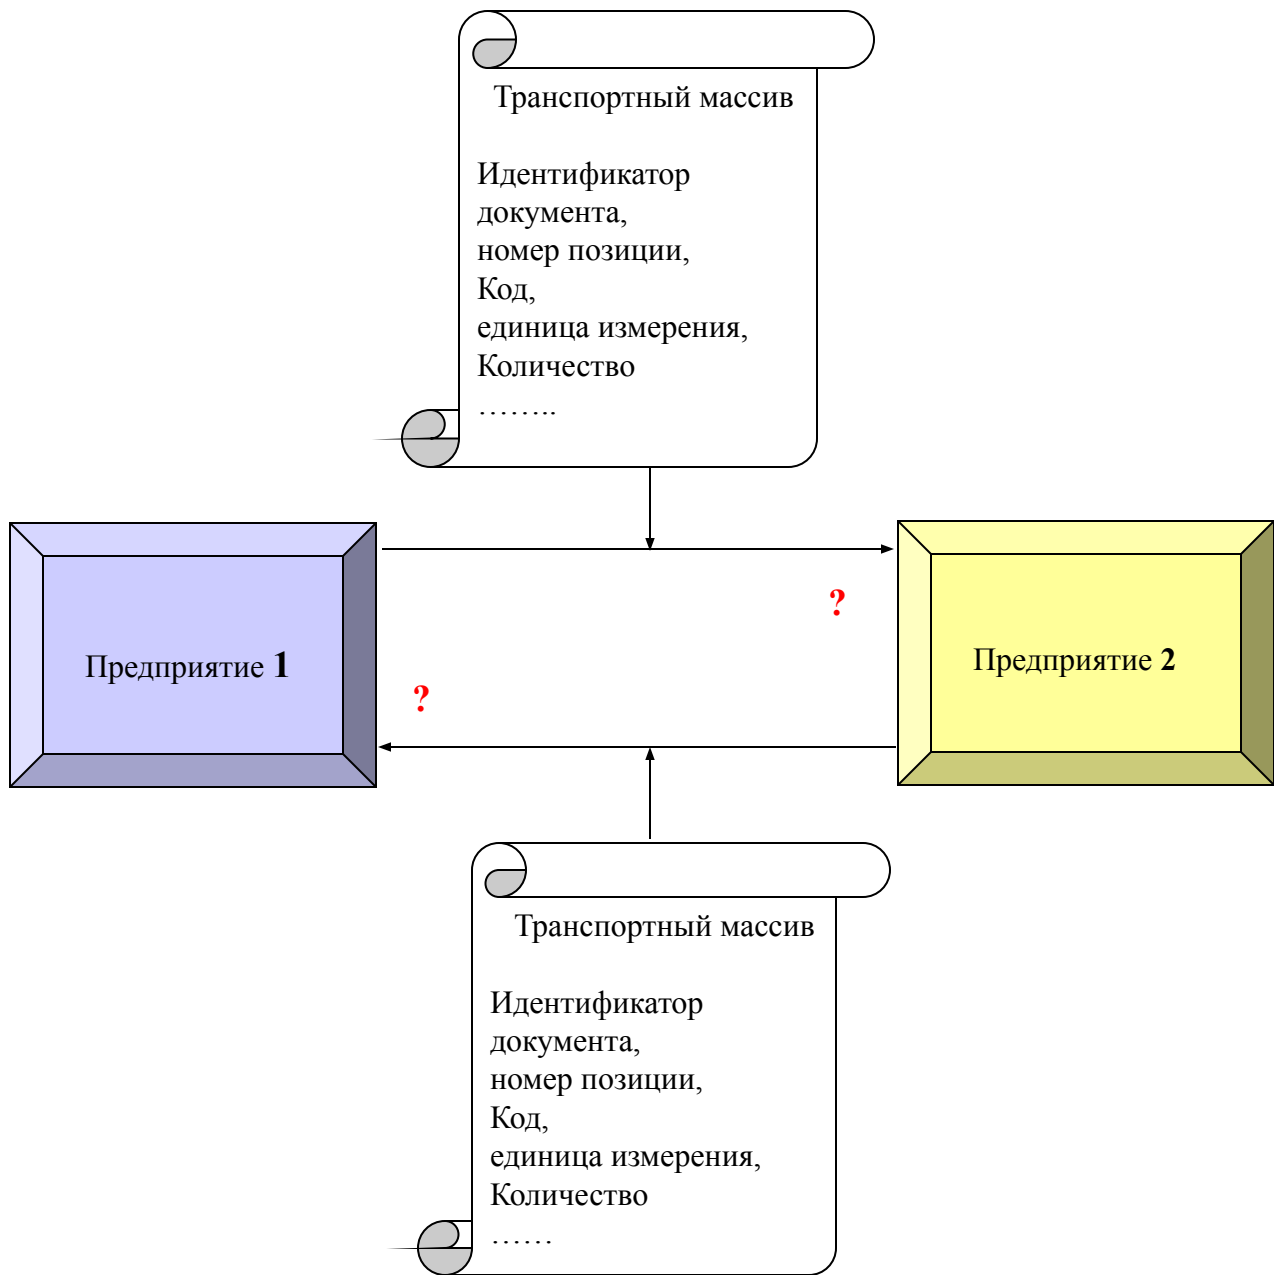 Транспортный массив
Идентификатор
документа,
номер позиции,
Код,
единица измерения,
Количество
……..
?
Предприятие 1
Предприятие 2
?
Транспортный массив
Идентификатор
документа,
номер позиции,
Код,
единица измерения,
Количество
……